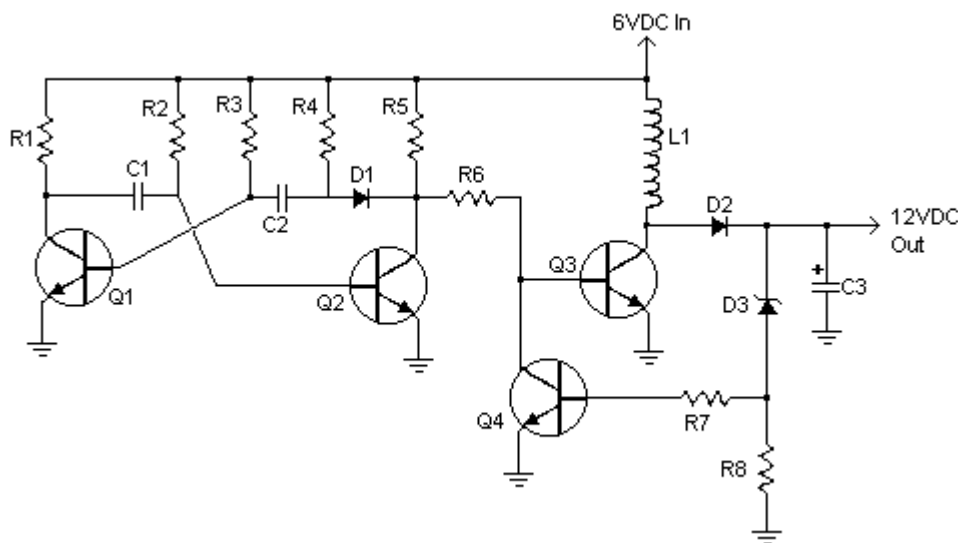 6VDC In
R1
R2
R3
R4
R5
L1
C1
C2
D1
R6
D2
12VDC
Out
Q1
Q2
Q3
D3
+
C3
Q4
R7
R8